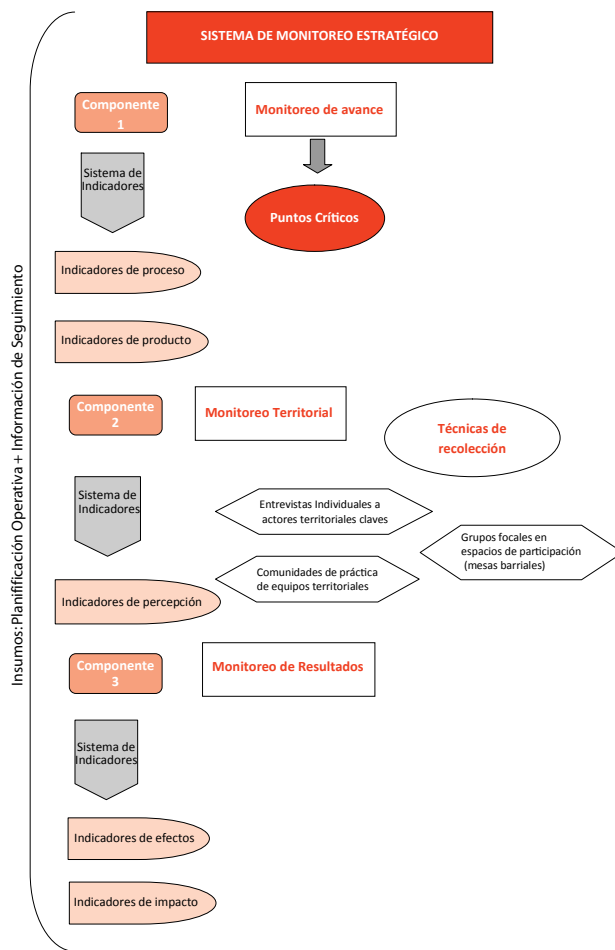 SISTEMA DE MONITOREO ESTRATÉGICO
Componente
1
Monitoreo de avance
Sistema de
Indicadores
Puntos Críticos
Indicadores de proceso
Indicadores de producto
Componente
2
Monitoreo Territorial
Técnicas de
recolección
Sistema de
Indicadores
Entrevistas Individuales a
actores territoriales claves
Grupos focales en
espacios de participación
(mesas barriales)
Comunidades de práctica
de equipos territoriales
Indicadores de percepción
Componente
3
Monitoreo de Resultados
Sistema de
Indicadores
Indicadores de efectos
Indicadores de impacto
Insumos: Planifificación Operativa + Información de Seguimiento